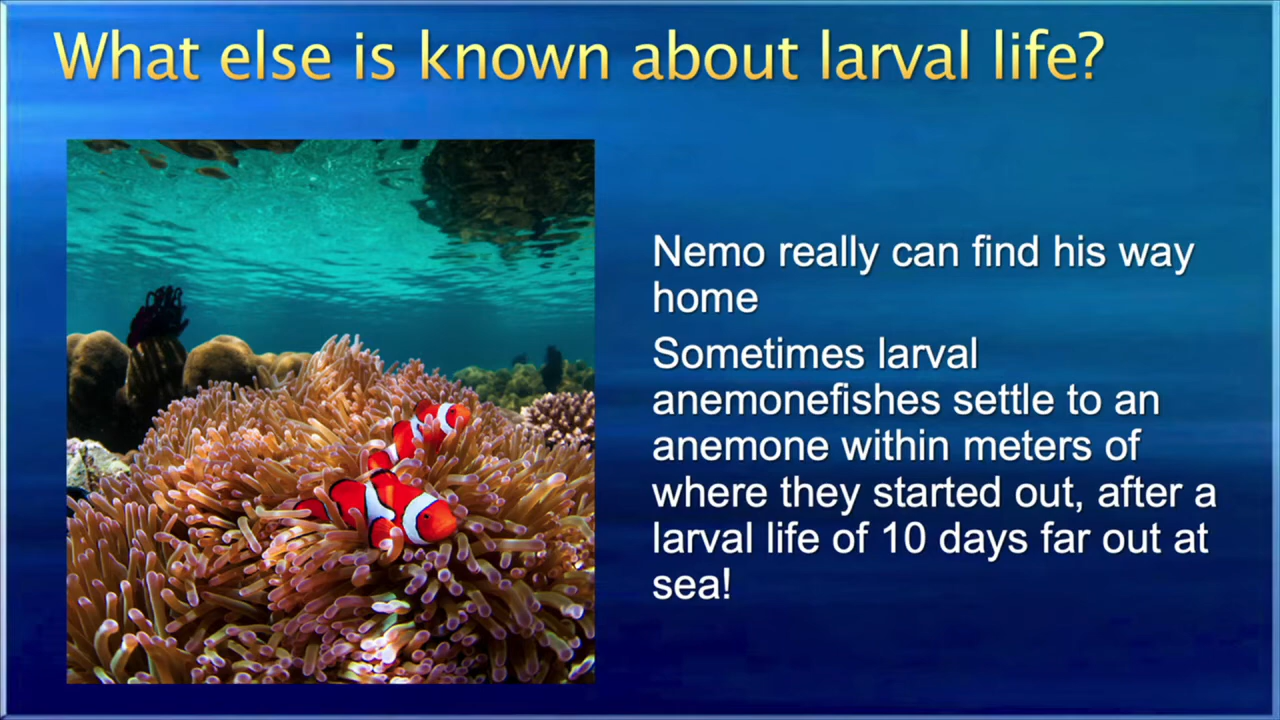 What else is known about larval life?
Nemo really can find his way
home
Sometimes larval
anemonefishes settle to an
anemone within meters of
where they started out, after a
larval life of 10 days far out at
sea!